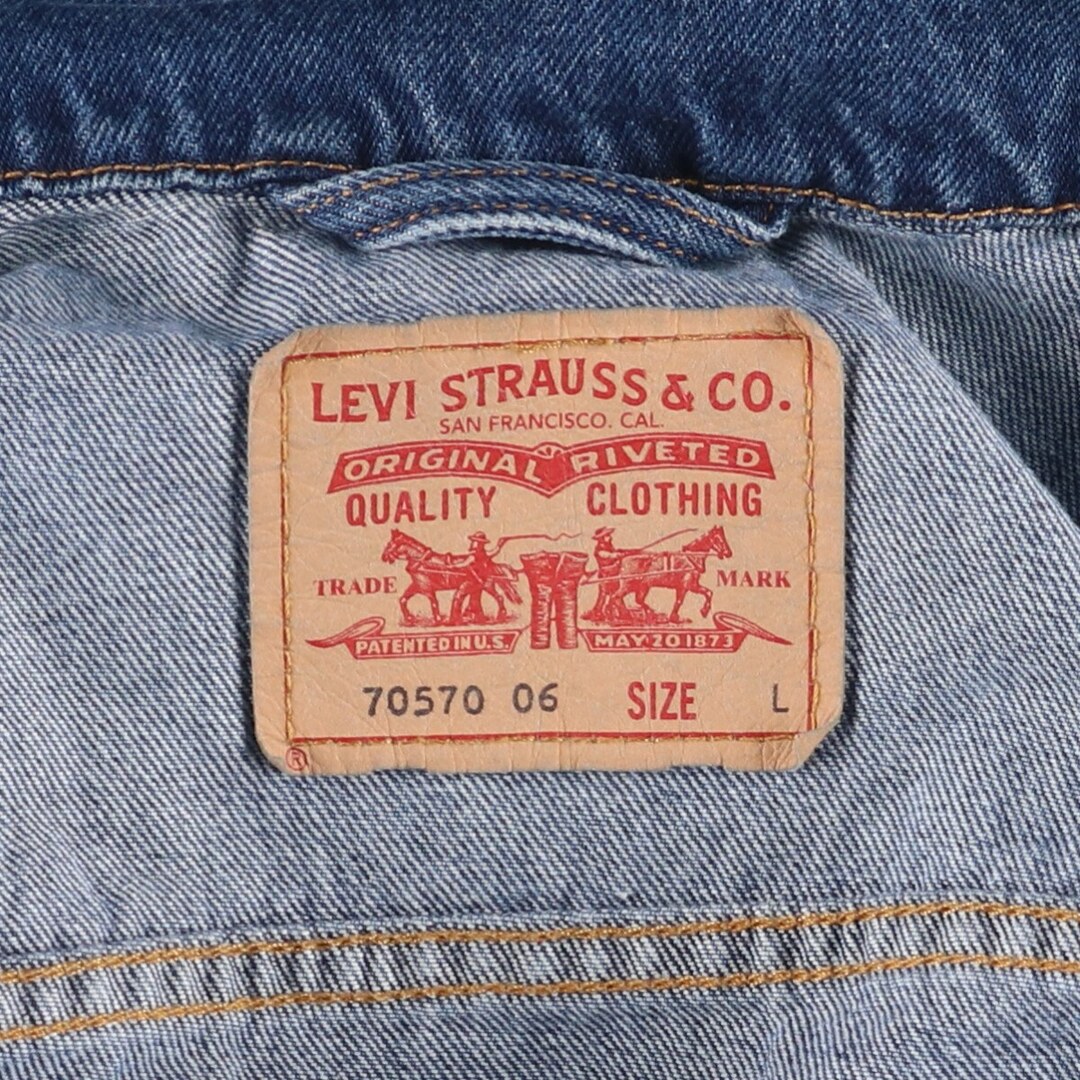 LEVI STRAUSS & CO.
SAN FRANCISCO. CAL.
ORIGINAL RIVETED
QUALITY CLOTHING
TRADE MARK
PATENTED IN U.S. MAY 20 1873
70570 06 SIZE L
®